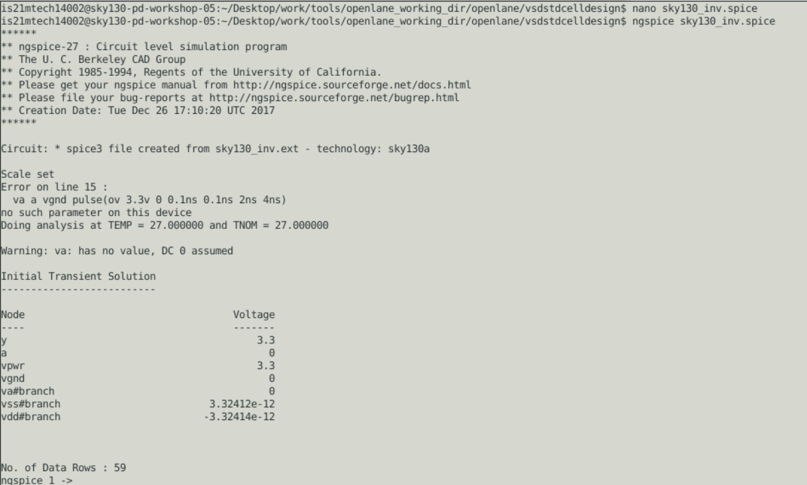 is21mtech14002@sky130-pd-workshop-05:~/Desktop/work/tools/openlane_working_dir/openlane/vsdstdcelldesign$ nano sky130_inv.spice
is21mtech14002@sky130-pd-workshop-05:~/Desktop/work/tools/openlane_working_dir/openlane/vsdstdcelldesign$ ngspice sky130_inv.spice
******
** ngspice-27 : Circuit level simulation program
** The U. C. Berkeley CAD Group
** Copyright 1985-1994, Regents of the University of California.
** Please get your ngspice manual from http://ngspice.sourceforge.net/docs.html
** Please file your bug-reports at http://ngspice.sourceforge.net/bugrep.html
** Creation Date: Tue Dec 26 17:10:20 UTC 2017
******
Circuit: * spice3 file created from sky130_inv.ext - technology: sky130a
Scale set
Error on line 15 :
va a vgnd pulse(ov 3.3v 0 0.1ns 0.1ns 2ns 4ns)
no such parameter on this device
Doing analysis at TEMP = 27.000000 and TNOM = 27.000000
Warning: va: has no value, DC 0 assumed
Initial Transient Solution
--------------------------
Node Voltage
---- -------
y 3.3
a 0
vpwr 3.3
vgnd 0
va#branch 0
vss#branch 3.32412e-12
vdd#branch -3.32414e-12
No. of Data Rows : 59
ngspice 1 ->